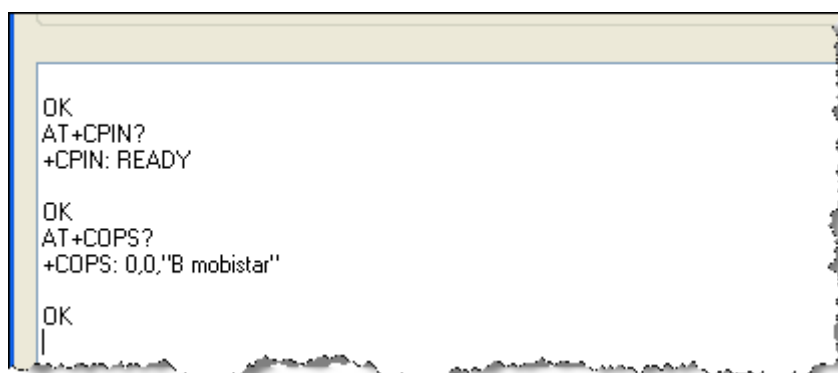 OK
AT+CPIN?
+CPIN: READY
OK
AT+COPS?
+COPS: 0,0,"B mobistar"
OK